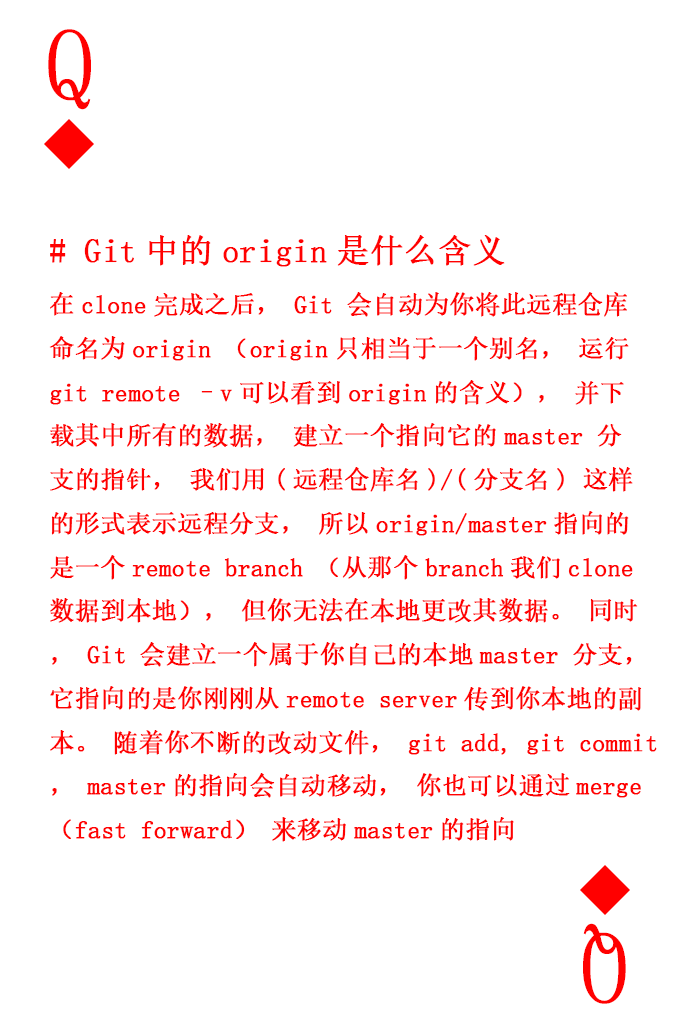 Q
# Git 中的 origin 是什么含义
在 clone 完成之后， Git 会自动为你将此远程仓库
命名为 origin （origin 只相当于一个别名， 运行
git remote –v 可以看到 origin 的含义）， 并下
载其中所有的数据， 建立一个指向它的 master 分
支的指针， 我们用 ( 远程仓库名 )/( 分支名 ) 这样
的形式表示远程分支， 所以 origin/master 指向的
是一个 remote branch （从那个 branch 我们 clone
数据到本地）， 但你无法在本地更改其数据。 同时
， Git 会建立一个属于你自己的本地 master 分支，
它指向的是你刚刚从 remote server 传到你本地的副
本。 随着你不断的改动文件， git add, git commit
， master 的指向会自动移动， 你也可以通过 merge
（fast forward） 来移动 master 的指向
Q